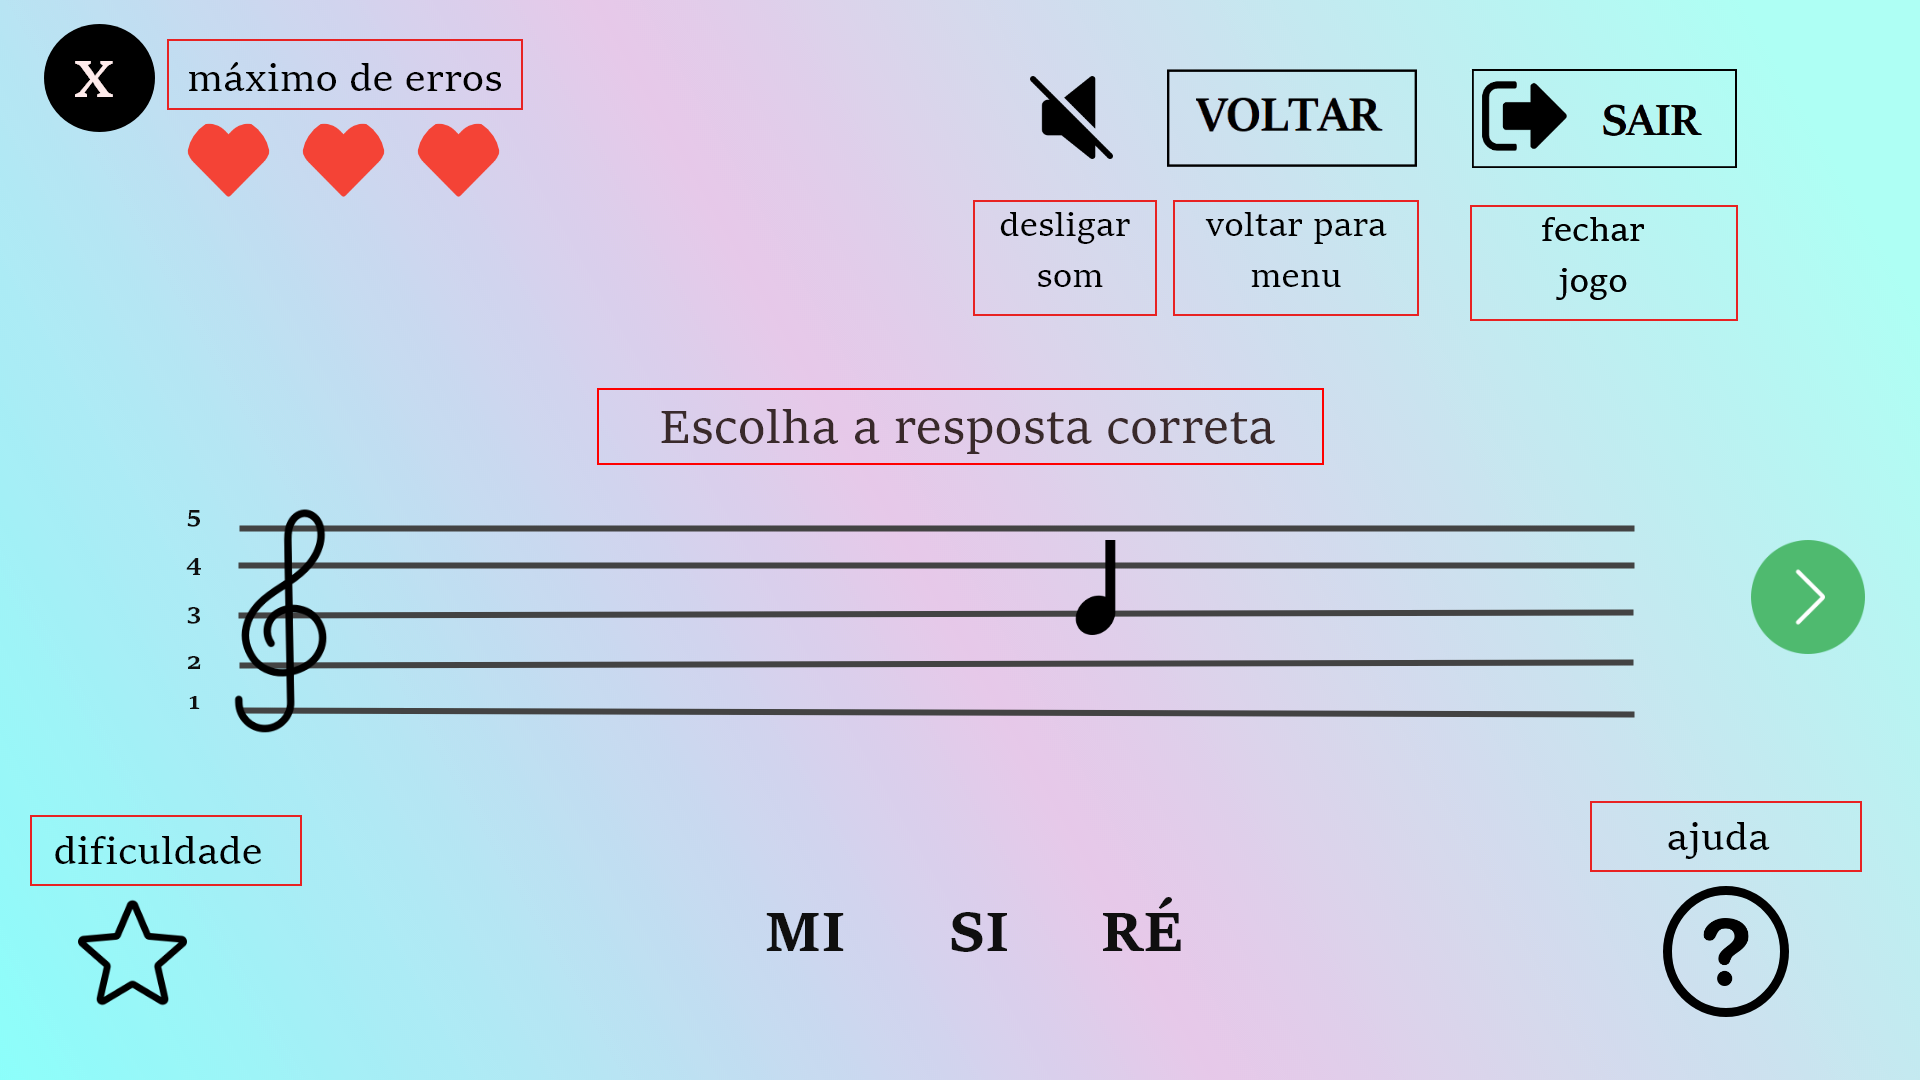 X
máximo de erros
VOLTAR
SAIR
desligar
som
voltar para
menu
fechar
jogo
Escolha a resposta correta
5
4
3
2
1
dificuldade
ajuda
MI SI RÉ
?